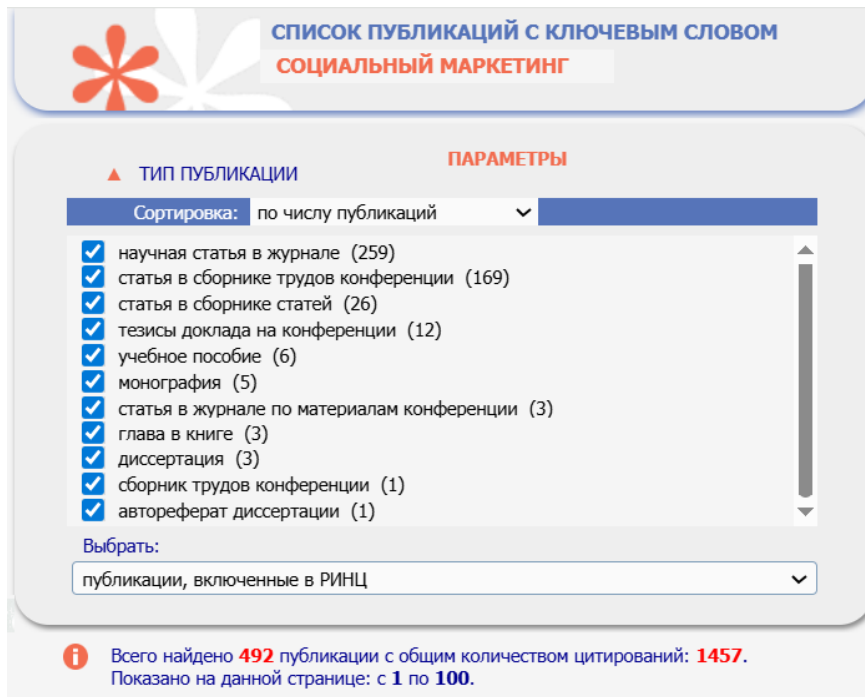 СПИСОК ПУБЛИКАЦИЙ С КЛЮЧЕВЫМ СЛОВОМ
СОЦИАЛЬНЫЙ МАРКЕТИНГ
ПАРАМЕТРЫ
▲ ТИП ПУБЛИКАЦИИ
Сортировка: по числу публикаций
научная статья в журнале (259)
статья в сборнике трудов конференции (169)
статья в сборнике статей (26)
тезисы доклада на конференции (12)
учебное пособие (6)
монография (5)
статья в журнале по материалам конференции (3)
глава в книге (3)
диссертация (3)
сборник трудов конференции (1)
автореферат диссертации (1)
Выбрать:
публикации, включенные в РИНЦ
Всего найдено 492 публикации с общим количеством цитирований: 1457.
Показано на данной странице: с 1 по 100.